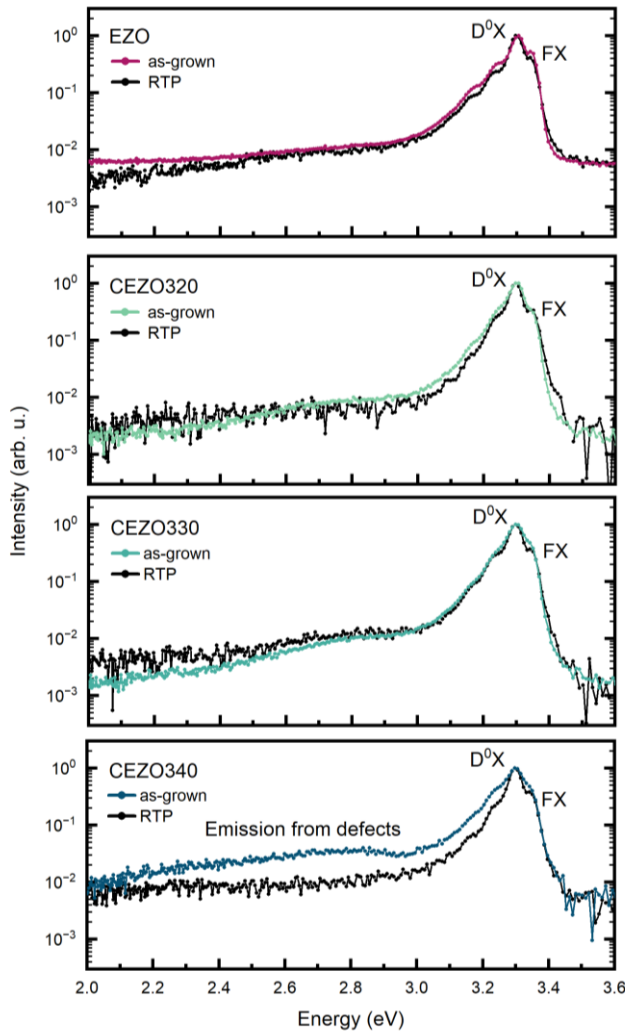 EZO
as-grown
RTP
D⁰X
FX
10⁰
10⁻¹
10⁻²
10⁻³
CEZO320
as-grown
RTP
D⁰X
FX
10⁰
10⁻¹
10⁻²
10⁻³
CEZO330
as-grown
RTP
D⁰X
FX
10⁰
10⁻¹
10⁻²
10⁻³
CEZO340
as-grown
RTP
Emission from defects
D⁰X
FX
10⁰
10⁻¹
10⁻²
10⁻³
Intensity (arb. u.)
2.0 2.2 2.4 2.6 2.8 3.0 3.2 3.4 3.6
Energy (eV)